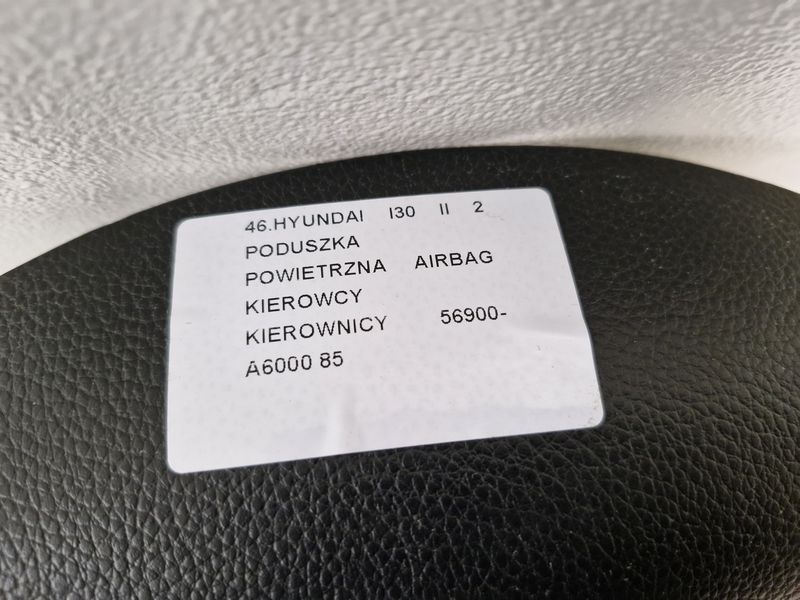 46.HYUNDAI I30 II 2
PODUSZKA
POWIETRZNA AIRBAG
KIEROWCY
KIEROWNICY 56900-
A6000 85